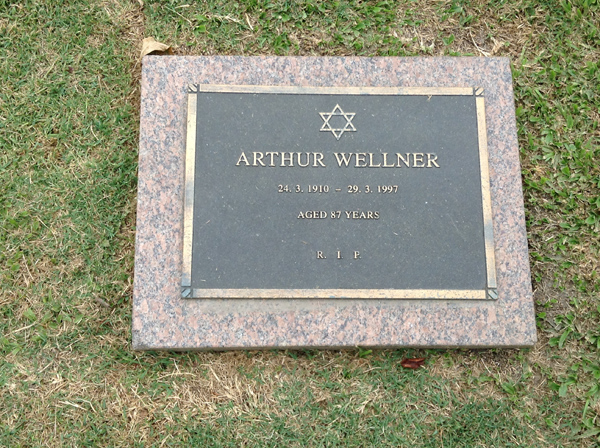 ARTHUR WELLNER
24. 3. 1910 – 29. 3. 1997
AGED 87 YEARS
R. I P.